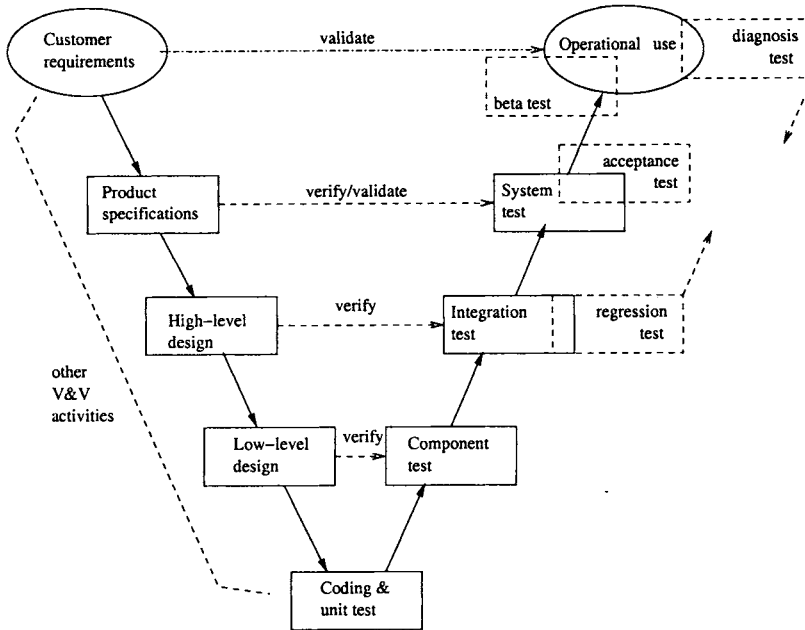 Customer
requirements
validate
Operational use
diagnosis
test
beta test
acceptance
test
Product
specifications
verify/validate
System
test
High-level
design
verify
Integration
test
regression
test
other
V&V
activities
Low-level
design
verify
Component
test
Coding &
unit test